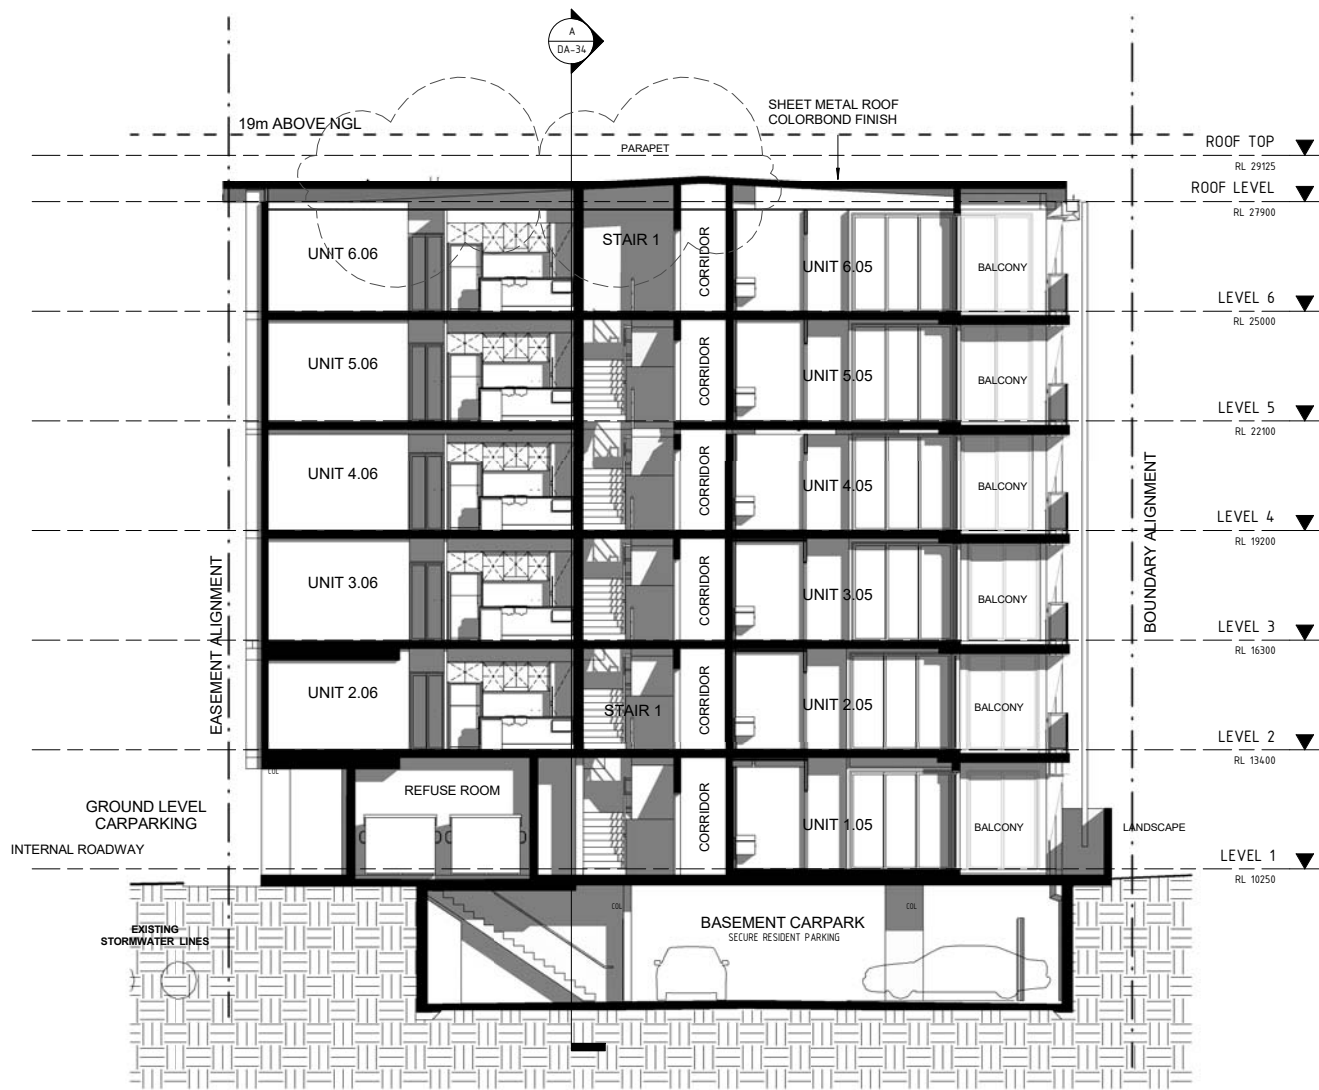 A
DA-34
19m ABOVE NGL
SHEET METAL ROOF
COLORBOND FINISH
PARAPET
ROOF TOP
RL 29125
ROOF LEVEL
RL 27900
UNIT 6.06
STAIR 1
CORRIDOR
UNIT 6.05
BALCONY
LEVEL 6
RL 25000
UNIT 5.06
CORRIDOR
UNIT 5.05
BALCONY
LEVEL 5
RL 22100
UNIT 4.06
CORRIDOR
UNIT 4.05
BALCONY
LEVEL 4
RL 19200
EASEMENT ALIGNMENT
BOUNDARY ALIGNMENT
UNIT 3.06
CORRIDOR
UNIT 3.05
BALCONY
LEVEL 3
RL 16300
UNIT 2.06
STAIR 1
CORRIDOR
UNIT 2.05
BALCONY
LEVEL 2
RL 13400
COL
GROUND LEVEL
CARPARKING
REFUSE ROOM
CORRIDOR
UNIT 1.05
BALCONY
LANDSCAPE
INTERNAL ROADWAY
LEVEL 1
RL 10250
COL
COL
BASEMENT CARPARK
SECURE RESIDENT PARKING
EXISTING
STORMWATER LINES